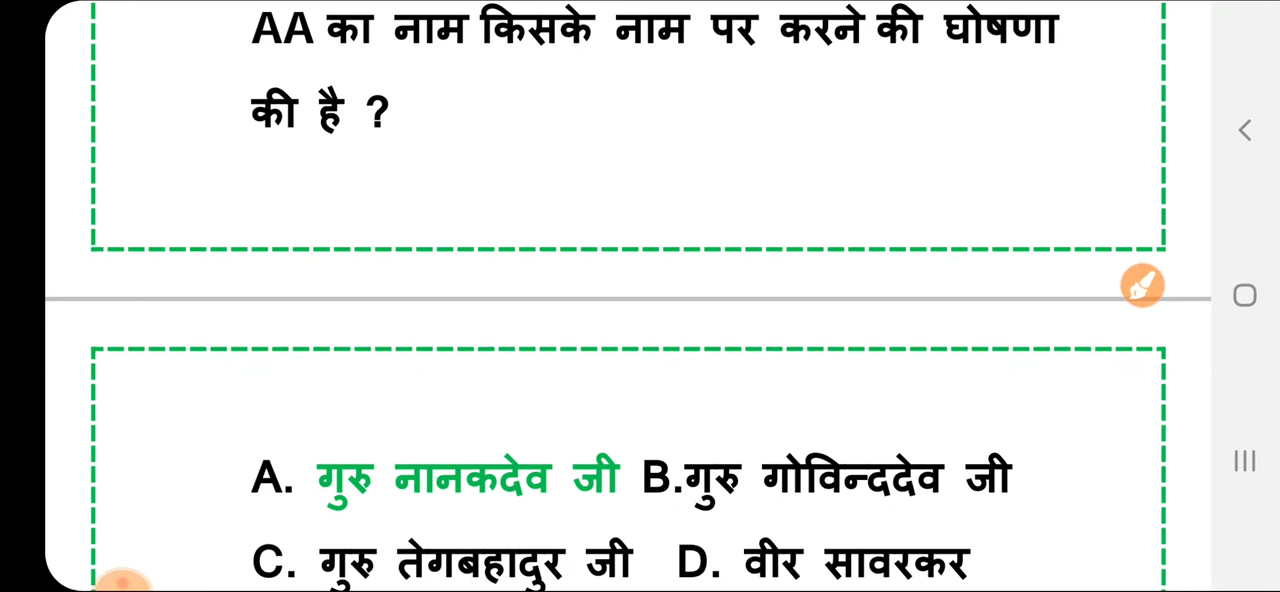 AA का नाम किसके नाम पर करने की घोषणा
की है ?
A. गुरु नानकदेव जी B.गुरु गोविन्ददेव जी
C. गुरु तेगबहादुर जी D. वीर सावरकर